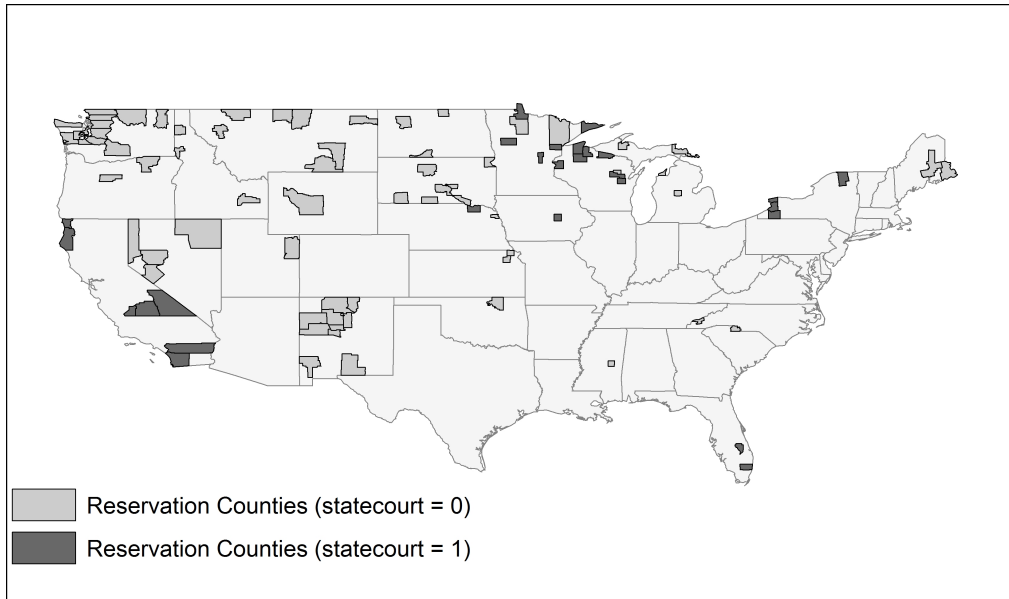 Reservation Counties (statecourt = 0)
Reservation Counties (statecourt = 1)